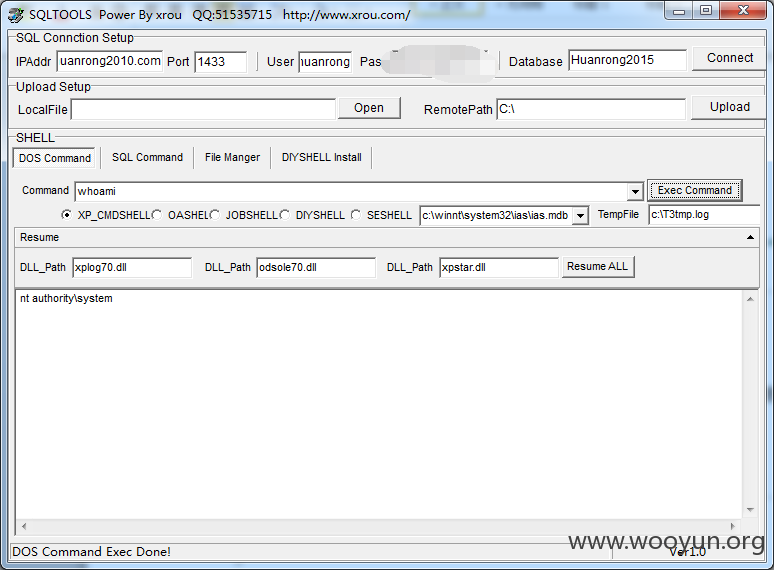 SQLTOOLS Power By xrou QQ:51535715 http://www.xrou.com/
SQL Connction Setup
IPAddr uanrong2010.com Port 1433 User huanrong Pas Database Huanrong2015 Connect
Upload Setup
LocalFile Open RemotePath C:\ Upload
SHELL
DOS Command SQL Command File Manger DIYSHELL Install
Command whoami Exec Command
XP_CMDSHELL OASHEL JOBSHELL DIYSHELL SESHELL c:\winnt\system32\ias\ias.mdb TempFile c:\T3tmp.log
Resume
DLL_Path xplog70.dll DLL_Path odsole70.dll DLL_Path xpstar.dll Resume ALL
nt authority\system
www.wooyun.org
DOS Command Exec Done! Ver1.0